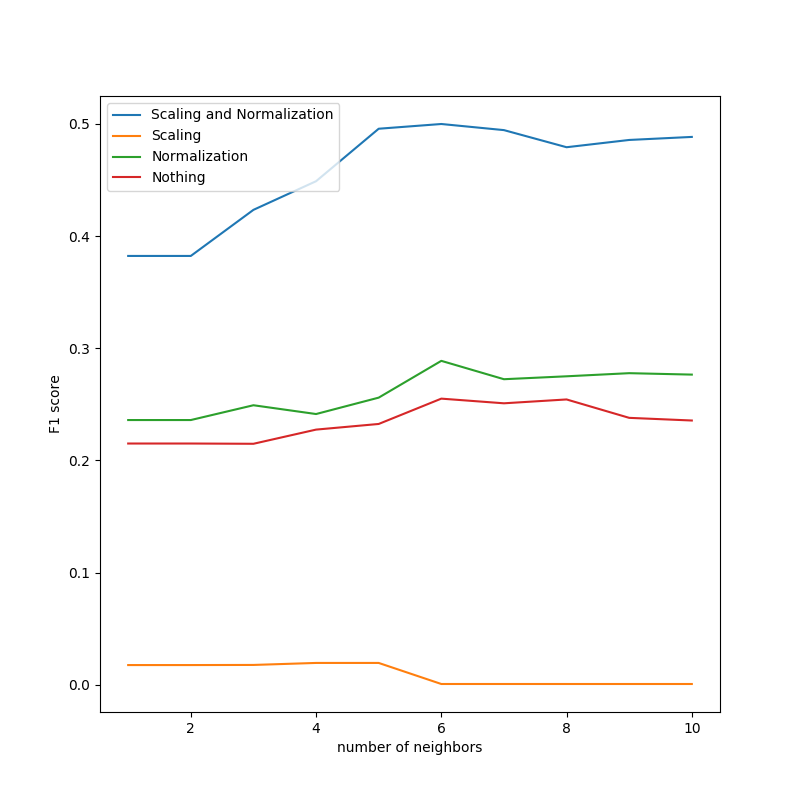 Scaling and Normalization
Scaling
Normalization
Nothing
0.5
0.4
0.3
0.2
0.1
0.0
F1 score
2 4 6 8 10
number of neighbors